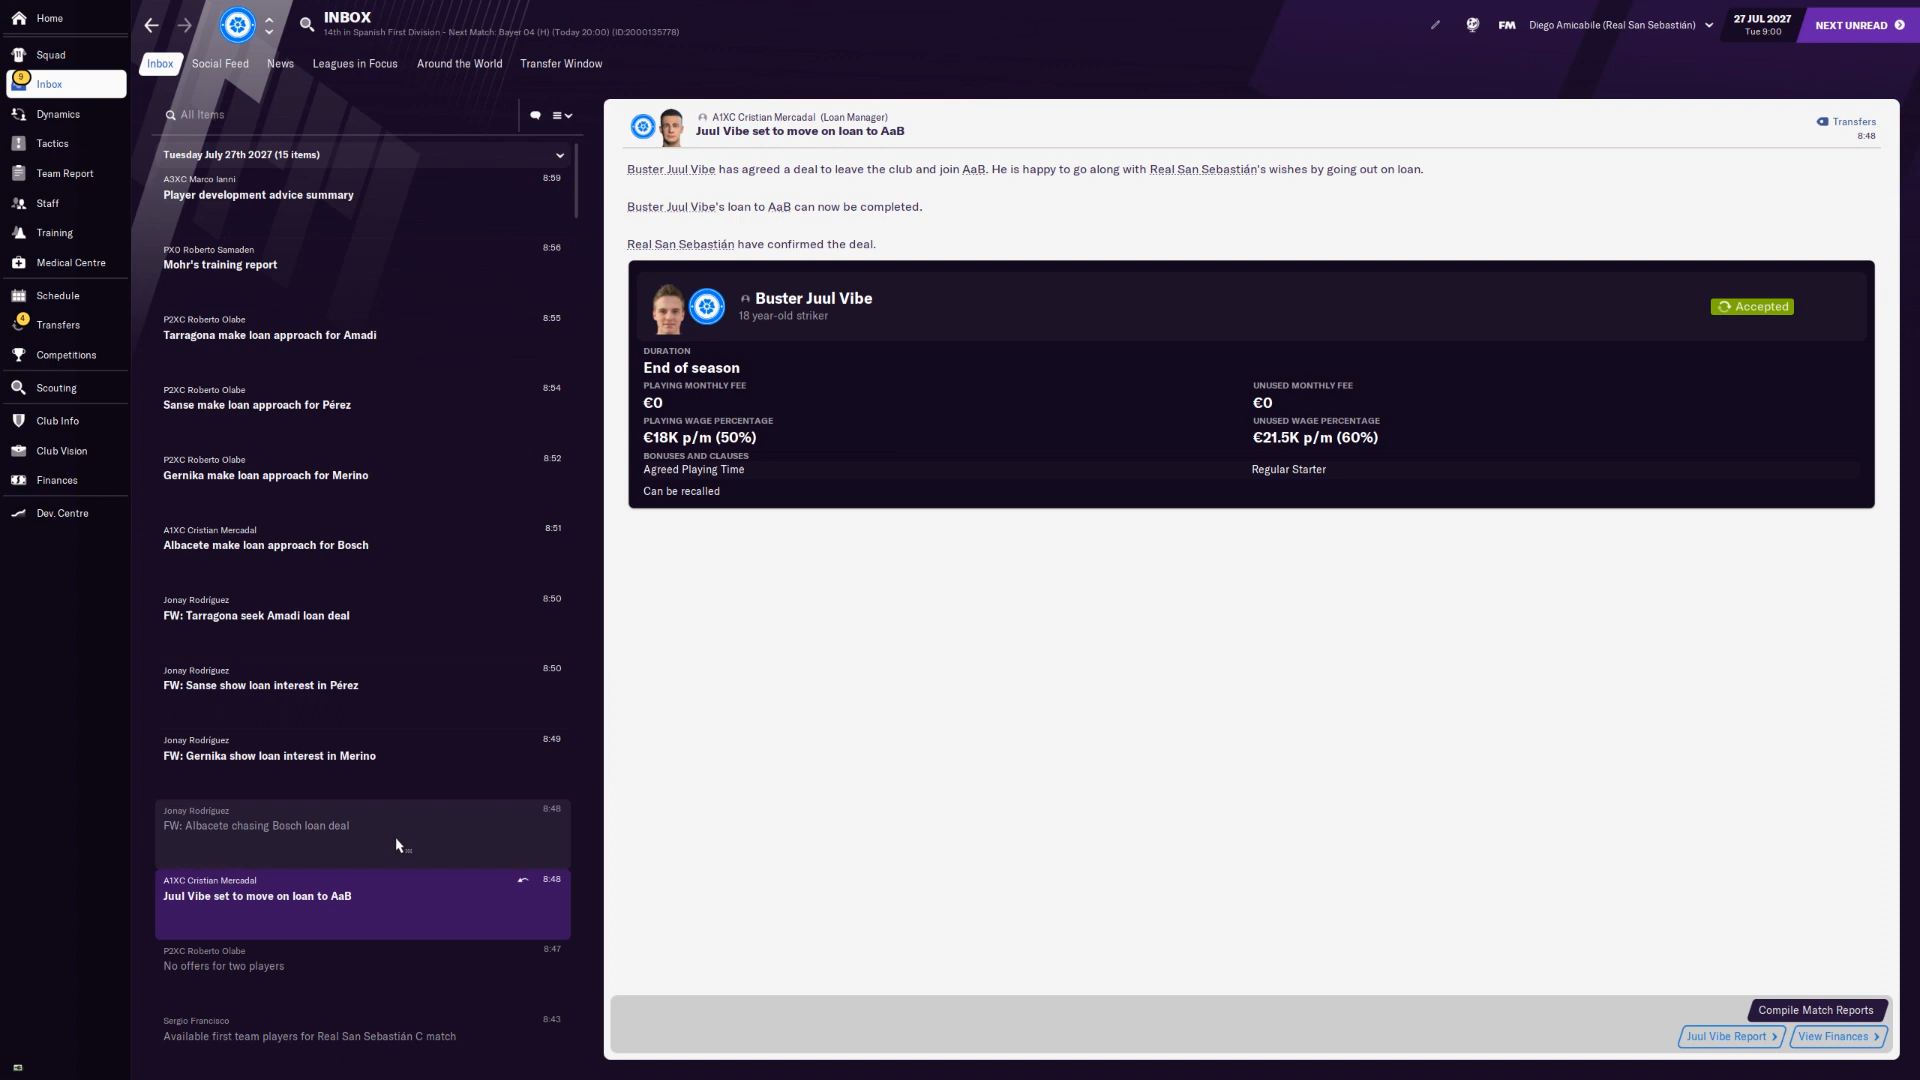 Home
INBOX
14th in Spanish First Division - Next Match: Bayer 04 (H) (Today 20:00) (ID:2000135778)
FM
Diego Amicabile (Real San Sebastián)
27 JUL 2027
Tue 9:00
NEXT UNREAD
Squad
9
Inbox
Dynamics
Tactics
Team Report
Staff
Training
Medical Centre
Schedule
4
Transfers
Competitions
Scouting
Club Info
Club Vision
Finances
Dev. Centre
Inbox
Social Feed
News
Leagues in Focus
Around the World
Transfer Window
All Items
Tuesday July 27th 2027 (15 items)
A3XC Marco Ianni
8:59
Player development advice summary
PX0 Roberto Samaden
8:56
Mohr's training report
P2XC Roberto Olabe
8:55
Tarragona make loan approach for Amadi
P2XC Roberto Olabe
8:54
Sanse make loan approach for Pérez
P2XC Roberto Olabe
8:52
Gernika make loan approach for Merino
A1XC Cristian Mercadal
8:51
Albacete make loan approach for Bosch
Jonay Rodríguez
8:50
FW: Tarragona seek Amadi loan deal
Jonay Rodríguez
8:50
FW: Sanse show loan interest in Pérez
Jonay Rodríguez
8:49
FW: Gernika show loan interest in Merino
Jonay Rodríguez
8:48
FW: Albacete chasing Bosch loan deal
A1XC Cristian Mercadal
8:48
Juul Vibe set to move on loan to AaB
P2XC Roberto Olabe
8:47
No offers for two players
Sergio Francisco
8:43
Available first team players for Real San Sebastián C match
A1XC Cristian Mercadal (Loan Manager)
Juul Vibe set to move on loan to AaB
Transfers
8:48
Buster Juul Vibe has agreed a deal to leave the club and join AaB. He is happy to go along with Real San Sebastián's wishes by going out on loan.
Buster Juul Vibe's loan to AaB can now be completed.
Real San Sebastián have confirmed the deal.
Buster Juul Vibe
18 year-old striker
Accepted
DURATION
End of season
PLAYING MONTHLY FEE
UNUSED MONTHLY FEE
€0
€0
PLAYING WAGE PERCENTAGE
UNUSED WAGE PERCENTAGE
€18K p/m (50%)
€21.5K p/m (60%)
BONUSES AND CLAUSES
Agreed Playing Time
Regular Starter
Can be recalled
Compile Match Reports
Juul Vibe Report
View Finances